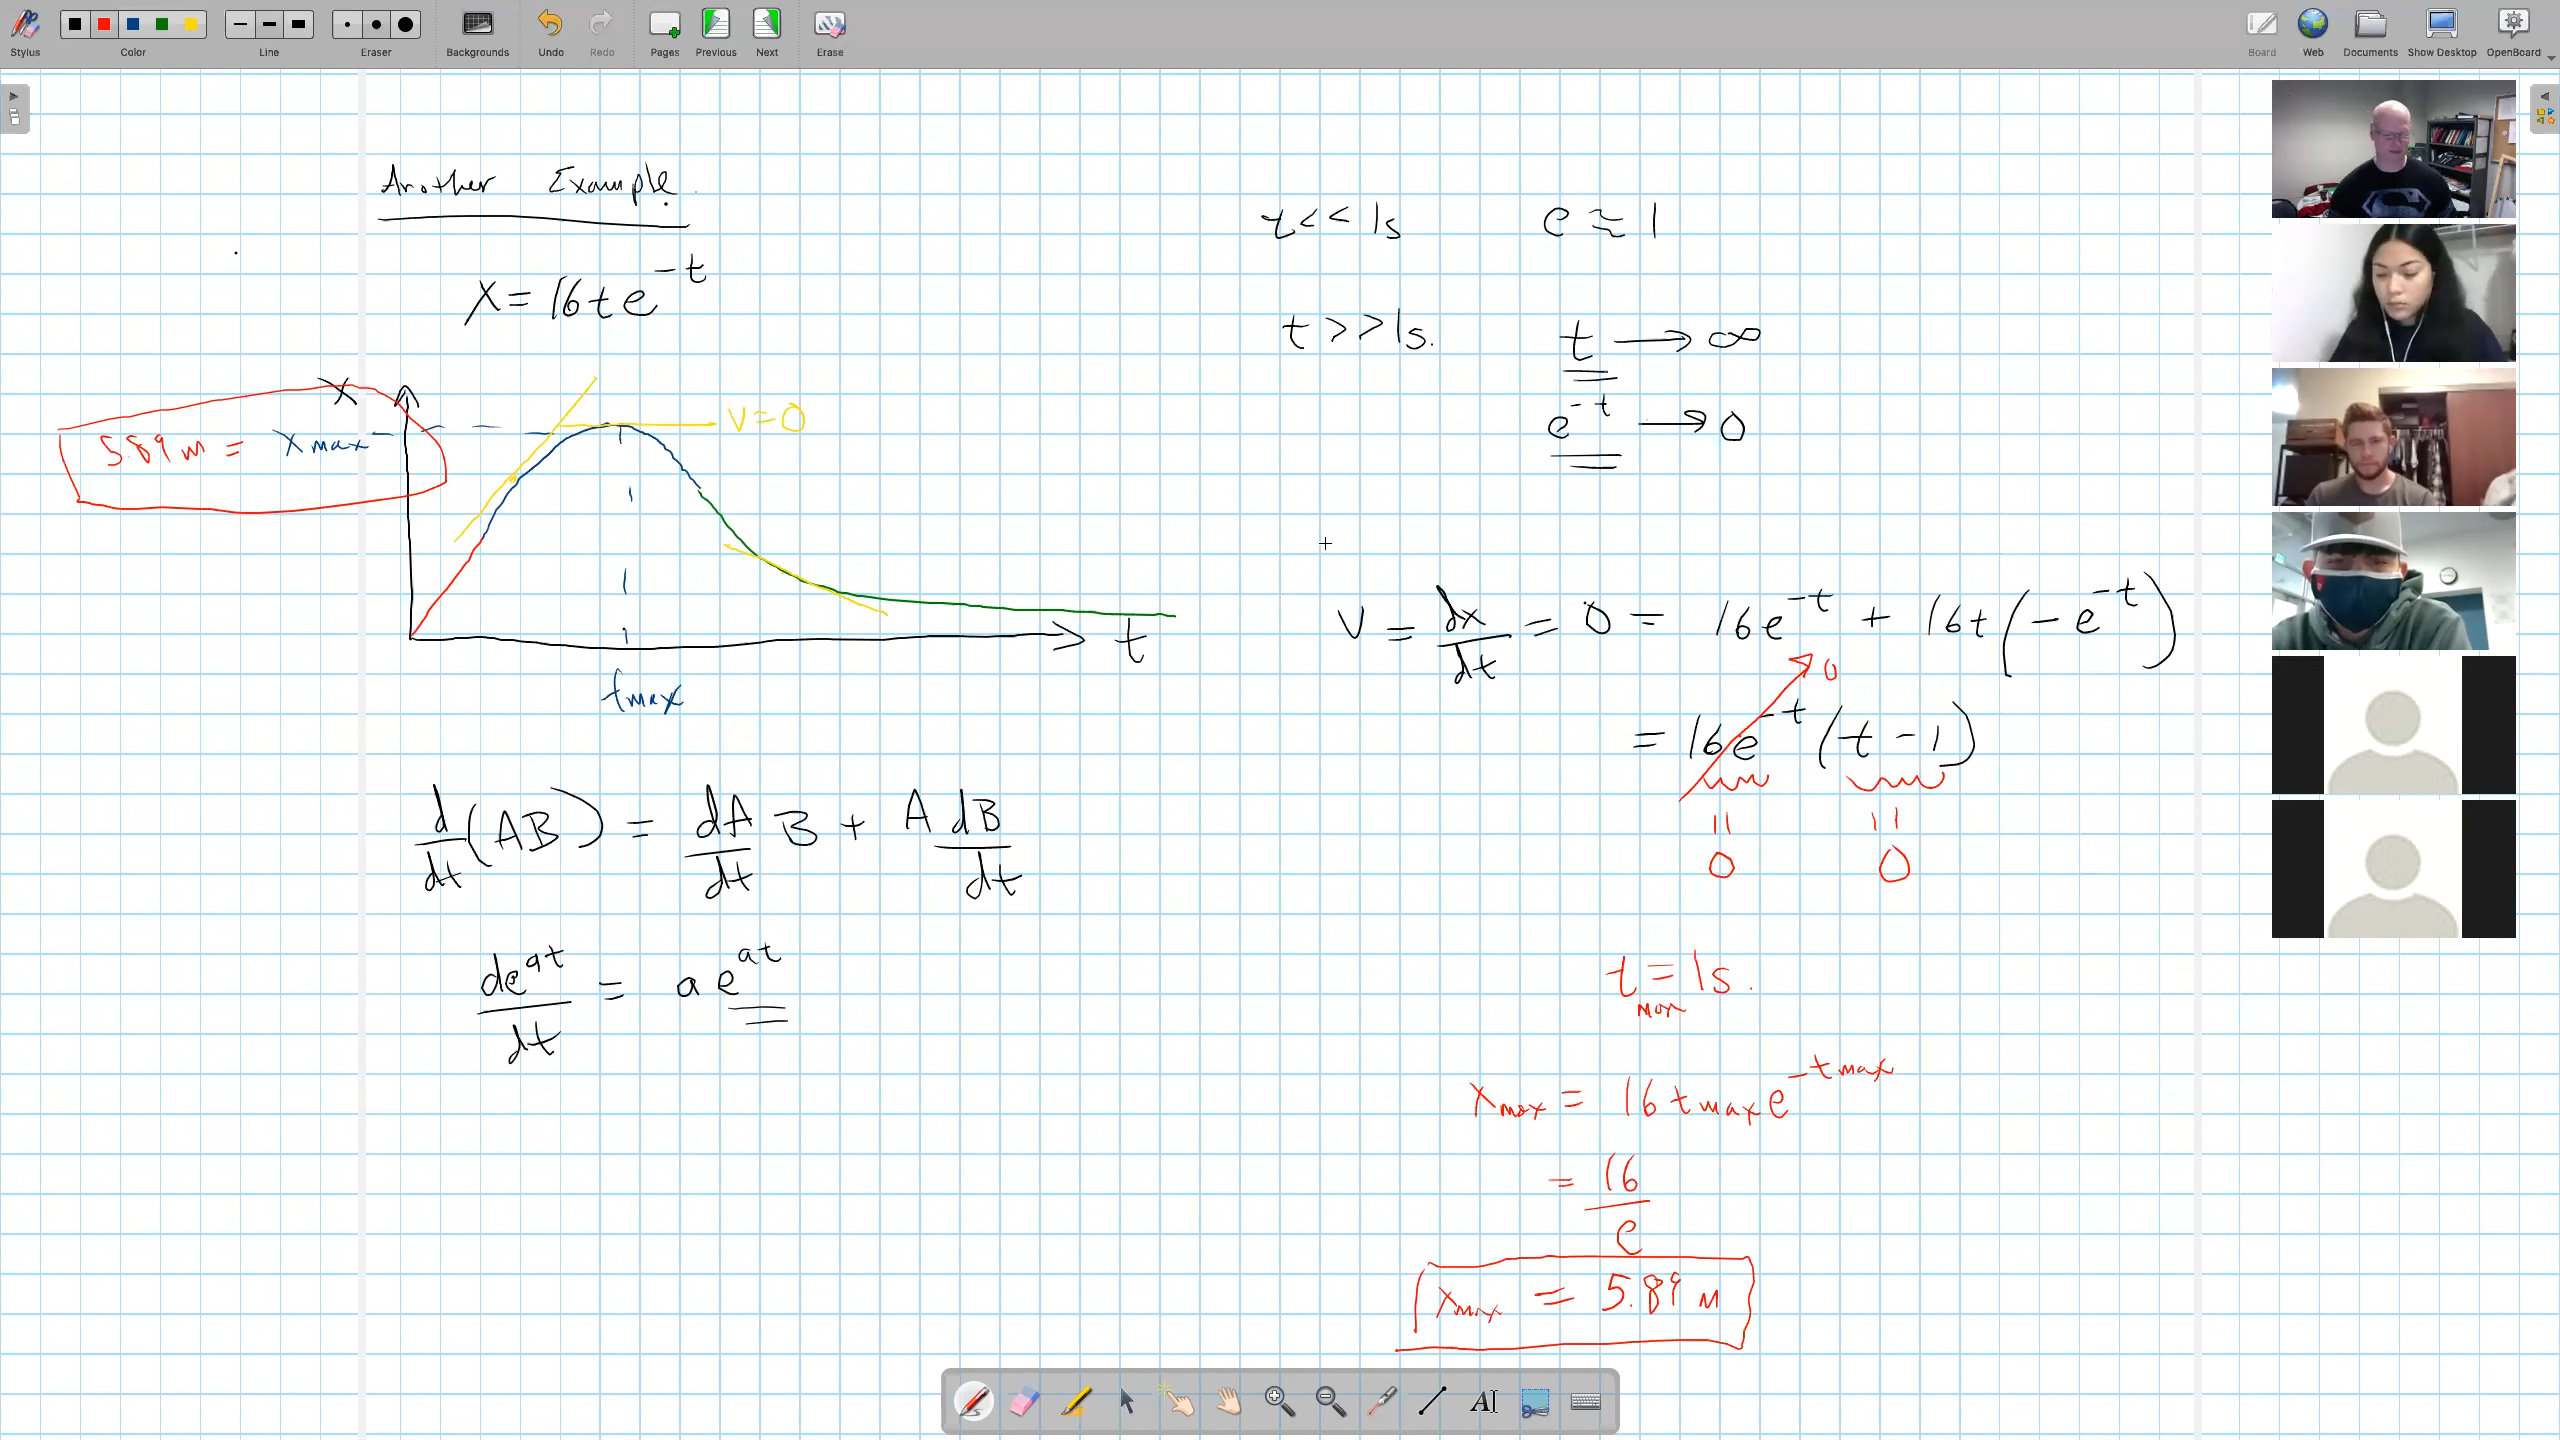 Stylus
Color
Line
Eraser
Backgrounds
Undo
Redo
Pages
Previous
Next
Erase
Board
Web
Documents
Show Desktop
OpenBoard
Another Example
X = 16te^{-t}
X
5.89 m = Xmax
V = 0
t
tmax
d/dt (AB) = dA/dt B + A dB/dt
de^{at}/dt = a e^{at}
t << 1s e ≈ 1
t >> 1s. t → ∞
e^{-t} → 0
V = dx/dt = 0 = 16e^{-t} + 16t(-e^{-t})
0
= 16e^{-t} (t - 1)
= =
0 0
t_{max} = 1s.
Xmax = 16 tmax e^{-tmax}
= 16/e
Xmax = 5.89 m